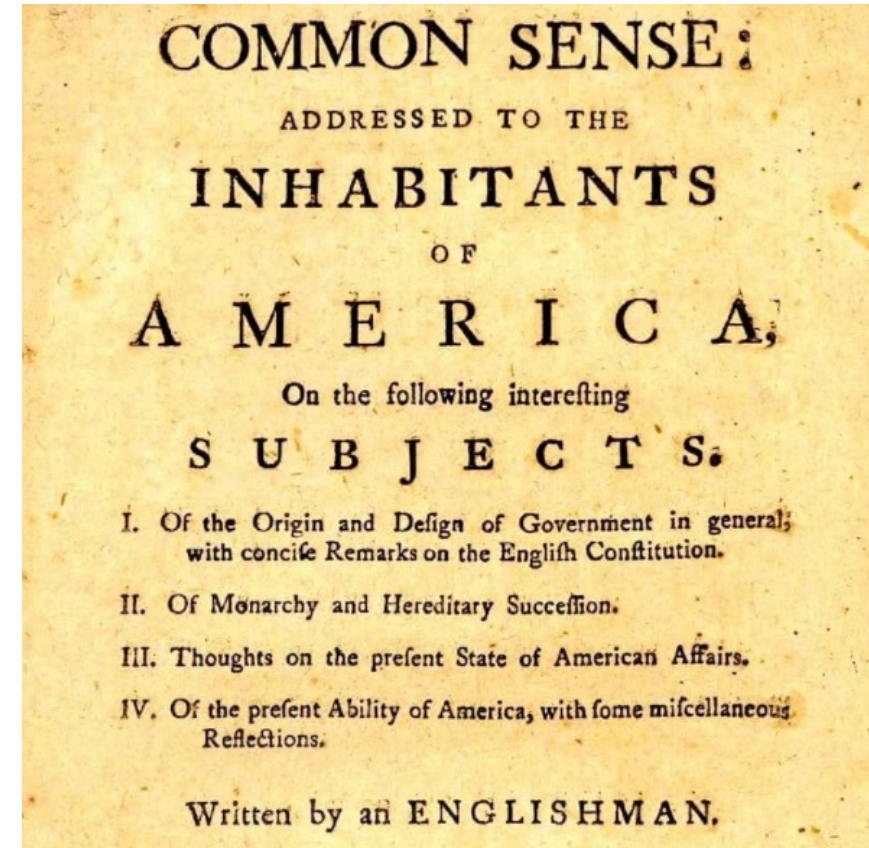 COMMON SENSE:
ADDRESSED TO THE
INHABITANTS
OF
AMERICA,
On the following intereſting
SUBJECTS.
I. Of the Origin and Deſign of Government in general;
with conciſe Remarks on the Engliſh Conſtitution.
II. Of Monarchy and Hereditary Succeſſion.
III. Thoughts on the preſent State of American Affairs.
IV. Of the preſent Ability of America, with ſome miſcellaneous
Reflections.
Written by an ENGLISHMAN.